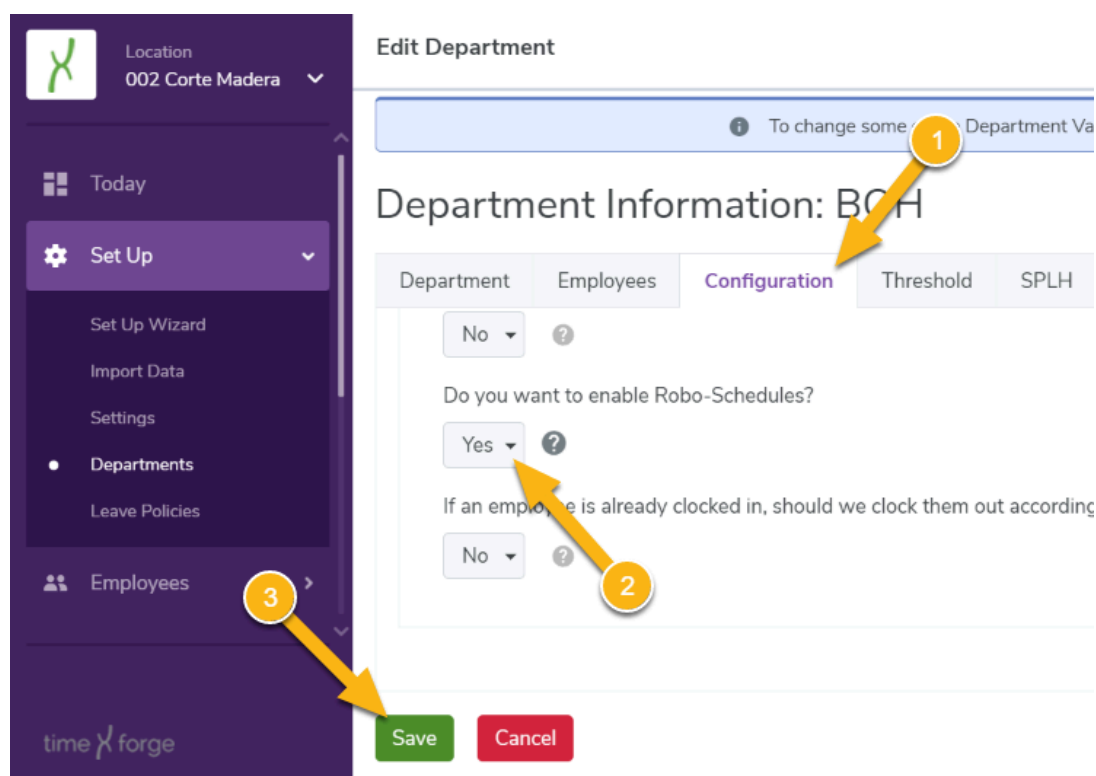 Location
002 Corte Madera
Today
Set Up
Set Up Wizard
Import Data
Settings
Departments
Leave Policies
Employees
time forge
Edit Department
To change some Department Va
1
Department Information: BOH
Department Employees Configuration Threshold SPLH
No
Do you want to enable Robo-Schedules?
Yes
If an employee is already clocked in, should we clock them out according
No
2
3
Save Cancel